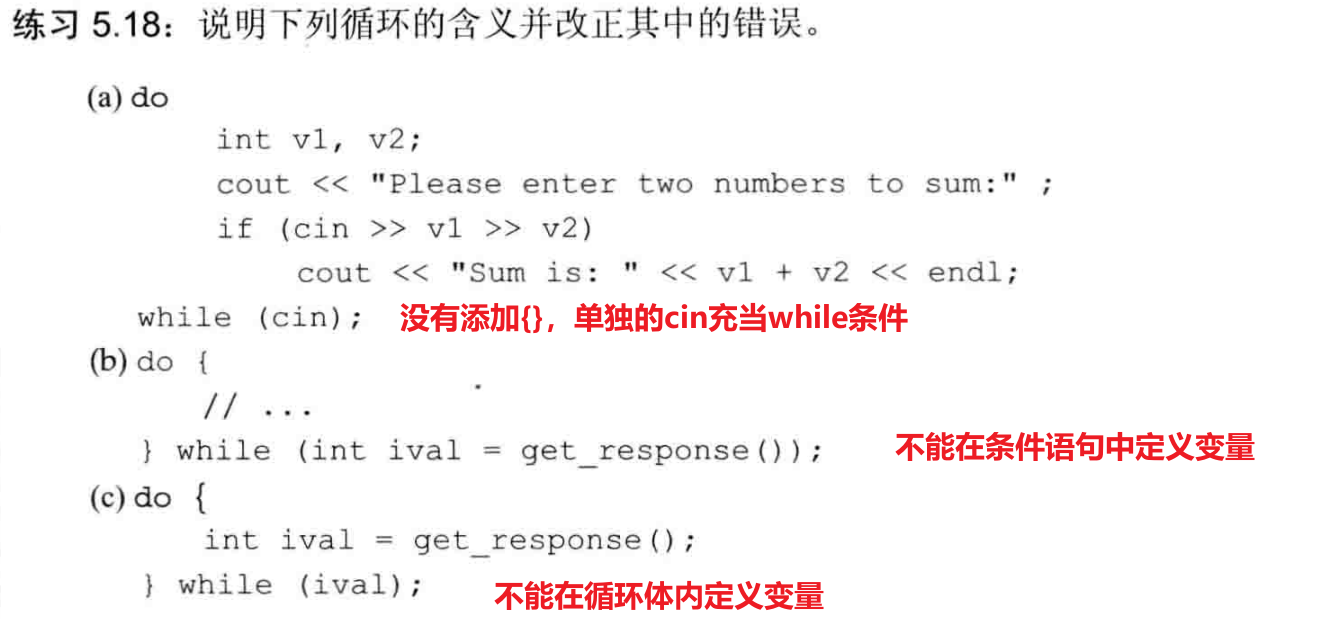 练习 5.18：说明下列循环的含义并改正其中的错误。
(a) do
int v1, v2;
cout << "Please enter two numbers to sum:" ;
if (cin >> v1 >> v2)
cout << "Sum is: " << v1 + v2 << endl;
while (cin); 没有添加{}，单独的cin充当while条件
(b) do {
// ...
} while (int ival = get_response()); 不能在条件语句中定义变量
(c) do {
int ival = get_response();
} while (ival); 不能在循环体内定义变量